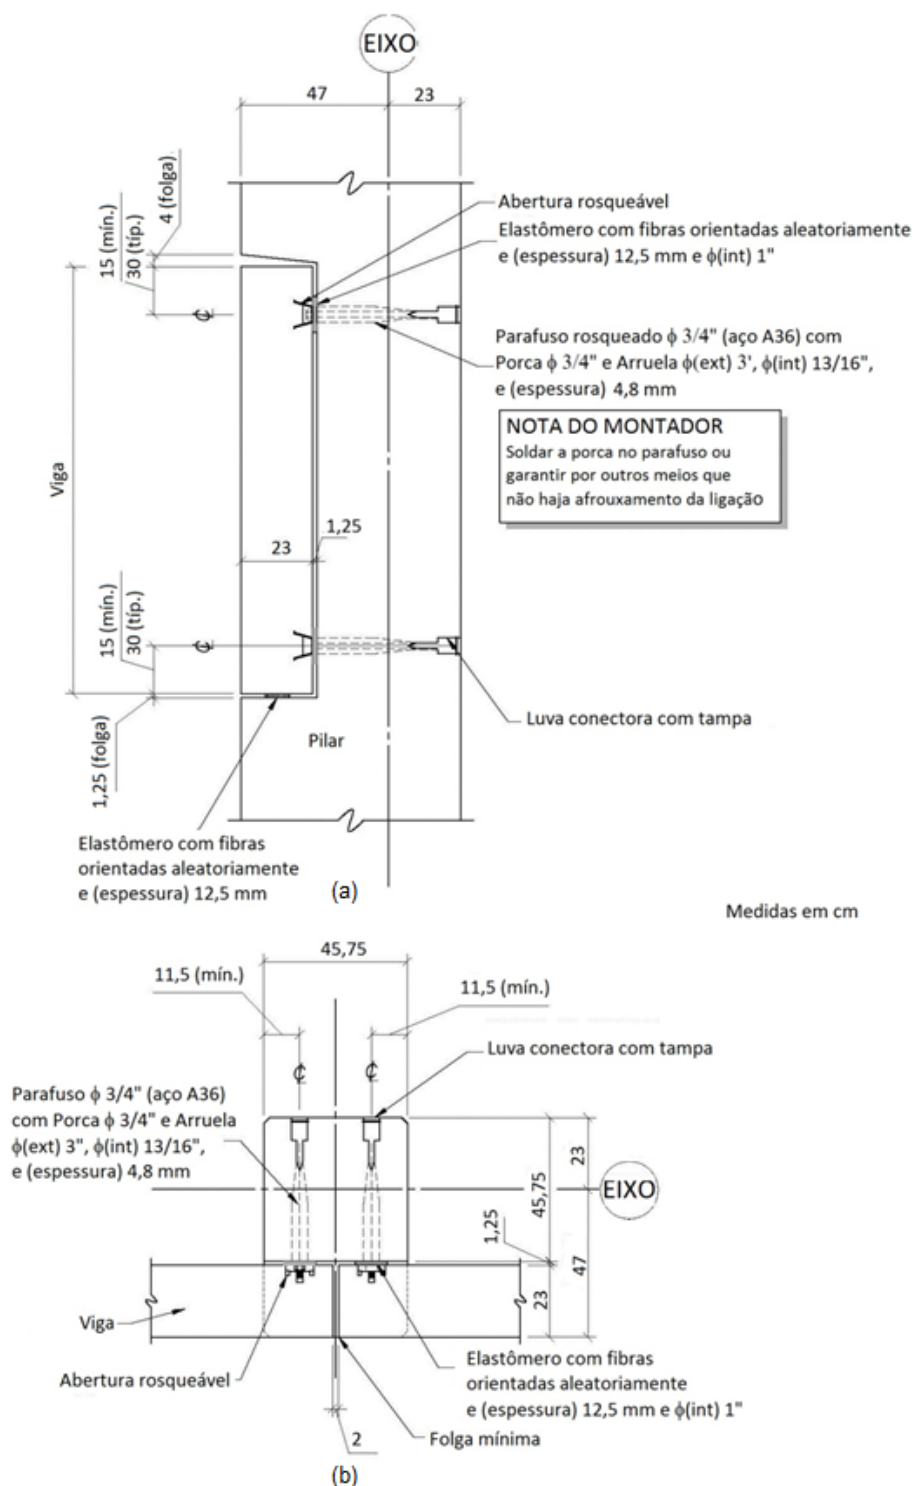 EIXO
47
23
4 (folga)
15 (mín.)
30 (típ.)
Abertura rosqueável
Elastômero com fibras orientadas aleatoriamente
e (espessura) 12,5 mm e ϕ(int) 1"
₵
Parafuso rosqueado ϕ 3/4" (aço A36) com
Porca ϕ 3/4" e Arruela ϕ(ext) 3', ϕ(int) 13/16",
e (espessura) 4,8 mm
NOTA DO MONTADOR
Soldar a porca no parafuso ou
garantir por outros meios que
não haja afrouxamento da ligação
Viga
1,25
23
15 (mín.)
30 (típ.)
₵
Luva conectora com tampa
Pilar
1,25 (folga)
Elastômero com fibras
orientadas aleatoriamente
e (espessura) 12,5 mm
(a)
Medidas em cm
45,75
11,5 (mín.)
11,5 (mín.)
Luva conectora com tampa
₵
₵
Parafuso ϕ 3/4" (aço A36)
com Porca ϕ 3/4" e Arruela
ϕ(ext) 3", ϕ(int) 13/16",
e (espessura) 4,8 mm
23
45,75
EIXO
1,25
47
23
Viga
Elastômero com fibras
orientadas aleatoriamente
e (espessura) 12,5 mm e ϕ(int) 1"
Abertura rosqueável
2
Folga mínima
(b)